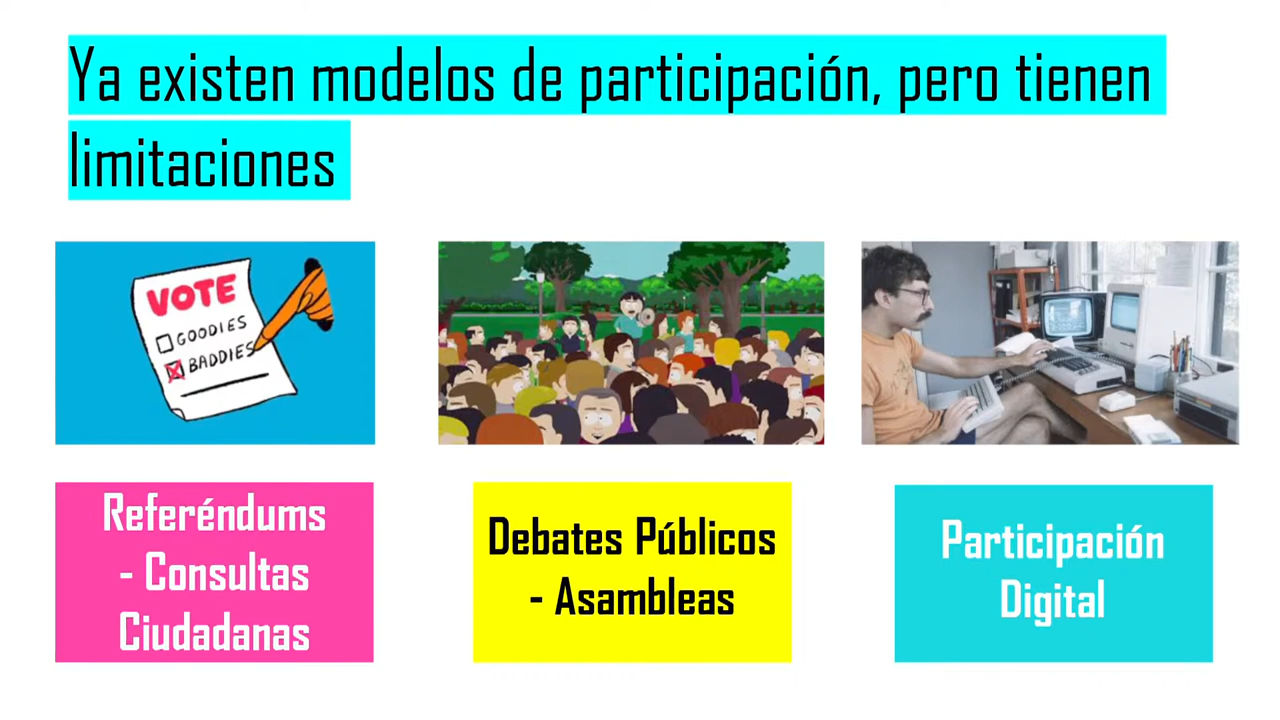 Ya existen modelos de participación, pero tienen
limitaciones
VOTE
GOODIES
BADDIES
Referéndums
- Consultas
Ciudadanas
Debates Públicos
- Asambleas
Participación
Digital